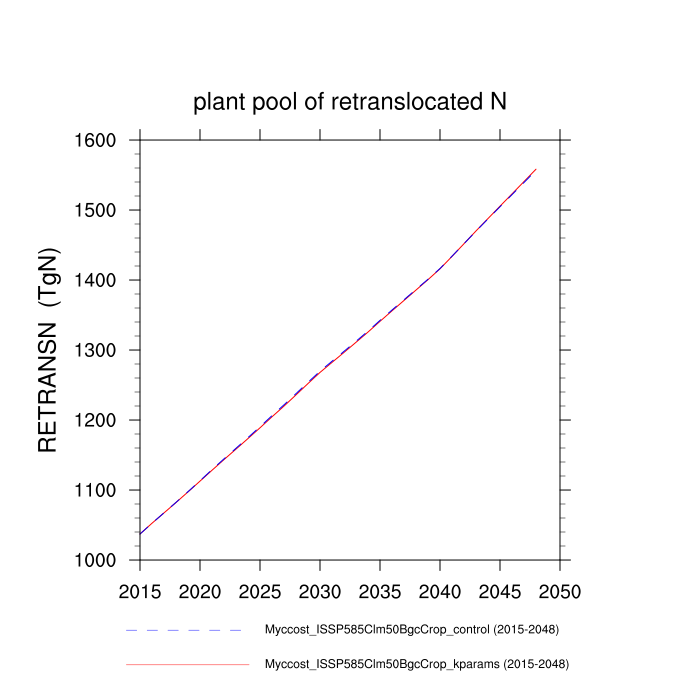 plant pool of retranslocated N
1600
1500
1400
1300
1200
1100
1000
RETRANSN (TgN)
2015 2020 2025 2030 2035 2040 2045 2050
Myccost_ISSP585Clm50BgcCrop_control (2015-2048)
Myccost_ISSP585Clm50BgcCrop_kparams (2015-2048)